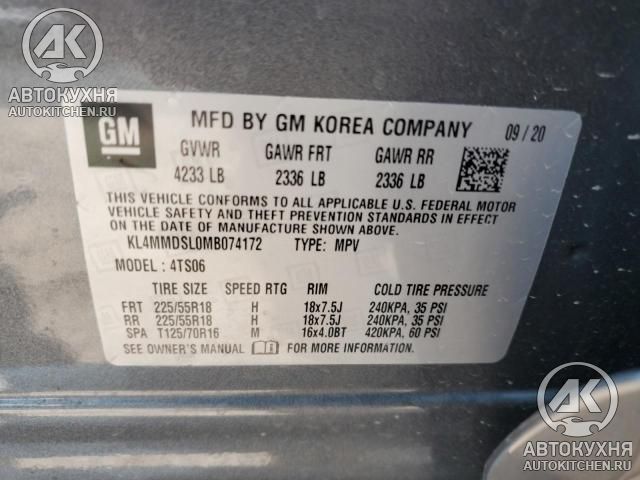 АК
АВТОКУХНЯ
AUTOKITCHEN.RU
АК
АВТОКУХНЯ
AUTOKITCHEN.RU
GM
MFD BY GM KOREA COMPANY 09/20
GVWR GAWR FRT GAWR RR
4233 LB 2336 LB 2336 LB
THIS VEHICLE CONFORMS TO ALL APPLICABLE U.S. FEDERAL MOTOR
VEHICLE SAFETY AND THEFT PREVENTION STANDARDS IN EFFECT
ON THE DATE OF MANUFACTURE SHOWN ABOVE.
KL4MMDSL0MB074172 TYPE: MPV
MODEL : 4TS06
TIRE SIZE SPEED RTG RIM COLD TIRE PRESSURE
FRT 225/55R18 H 18x7.5J 240KPA, 35 PSI
RR 225/55R18 H 18x7.5J 240KPA, 35 PSI
SPA T125/70R16 M 16x4.0BT 420KPA, 60 PSI
SEE OWNER'S MANUAL FOR MORE INFORMATION.
АК
АВТОКУХНЯ
AUTOKITCHEN.RU